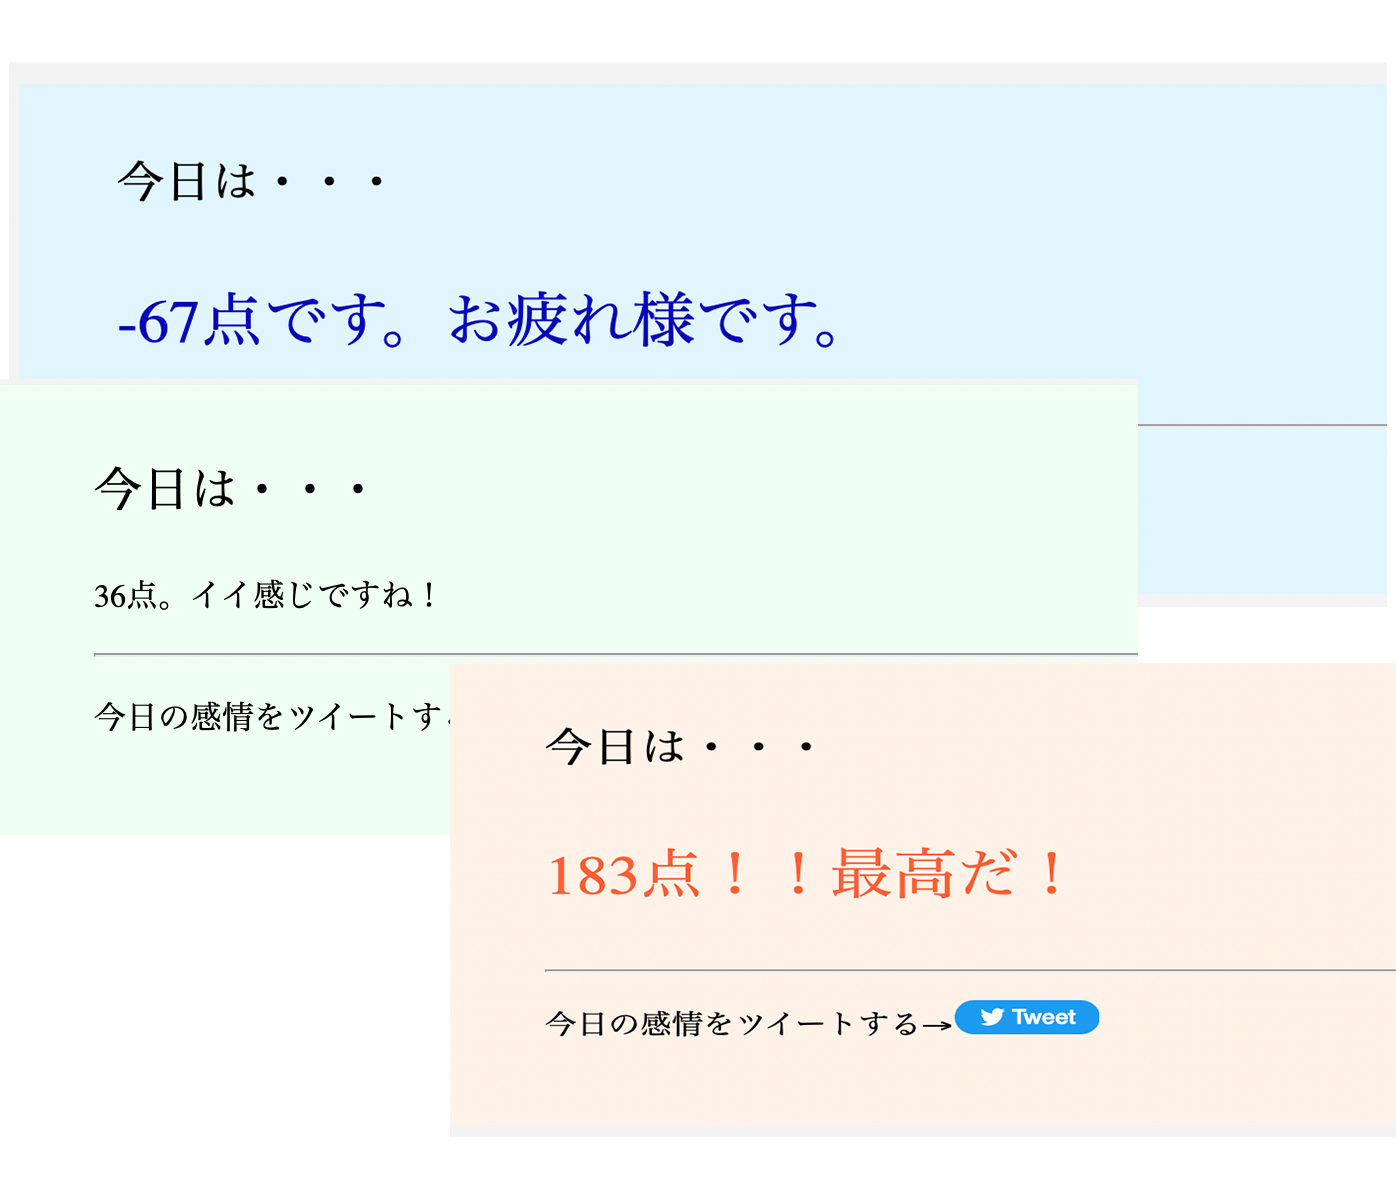 今日は・・・
-67点です。お疲れ様です。
今日は・・・
36点。イイ感じですね！
今日の感情をツイートす
今日は・・・
183点！！最高だ！
今日の感情をツイートする→ Tweet